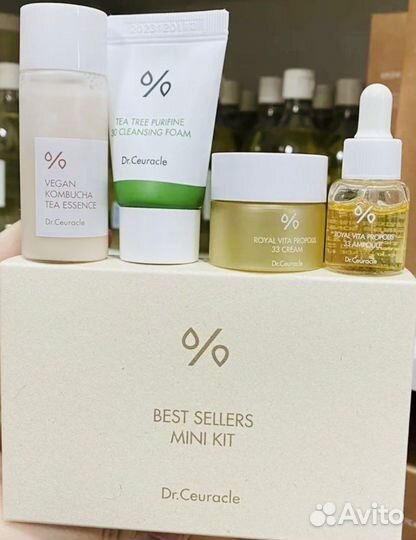 %
VEGAN
KOMBUCHA
TEA ESSENCE
Dr.Ceuracle
%
TEA TREE PURIFINE
30 CLEANSING FOAM
Dr.Ceuracle
%
ROYAL VITA PROPOLIS
33 CREAM
Dr.Ceuracle
%
ROYAL VITA PROPOLIS
33 AMPOULE
Dr.Ceuracle
%
BEST SELLERS
MINI KIT
Dr.Ceuracle
Avito